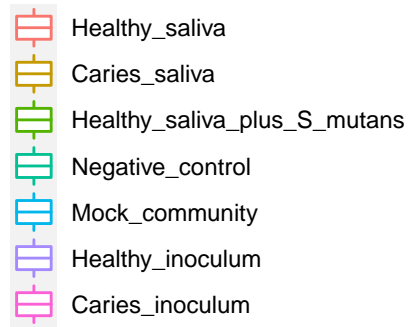 Healthy_saliva
Caries_saliva
Healthy_saliva_plus_S_mutans
Negative_control
Mock_community
Healthy_inoculum
Caries_inoculum